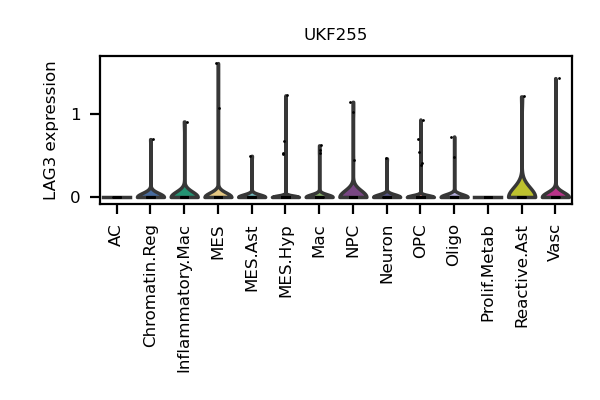 UKF255
LAG3 expression
1
0
AC
Chromatin.Reg
Inflammatory.Mac
MES
MES.Ast
MES.Hyp
Mac
NPC
Neuron
OPC
Oligo
Prolif.Metab
Reactive.Ast
Vasc